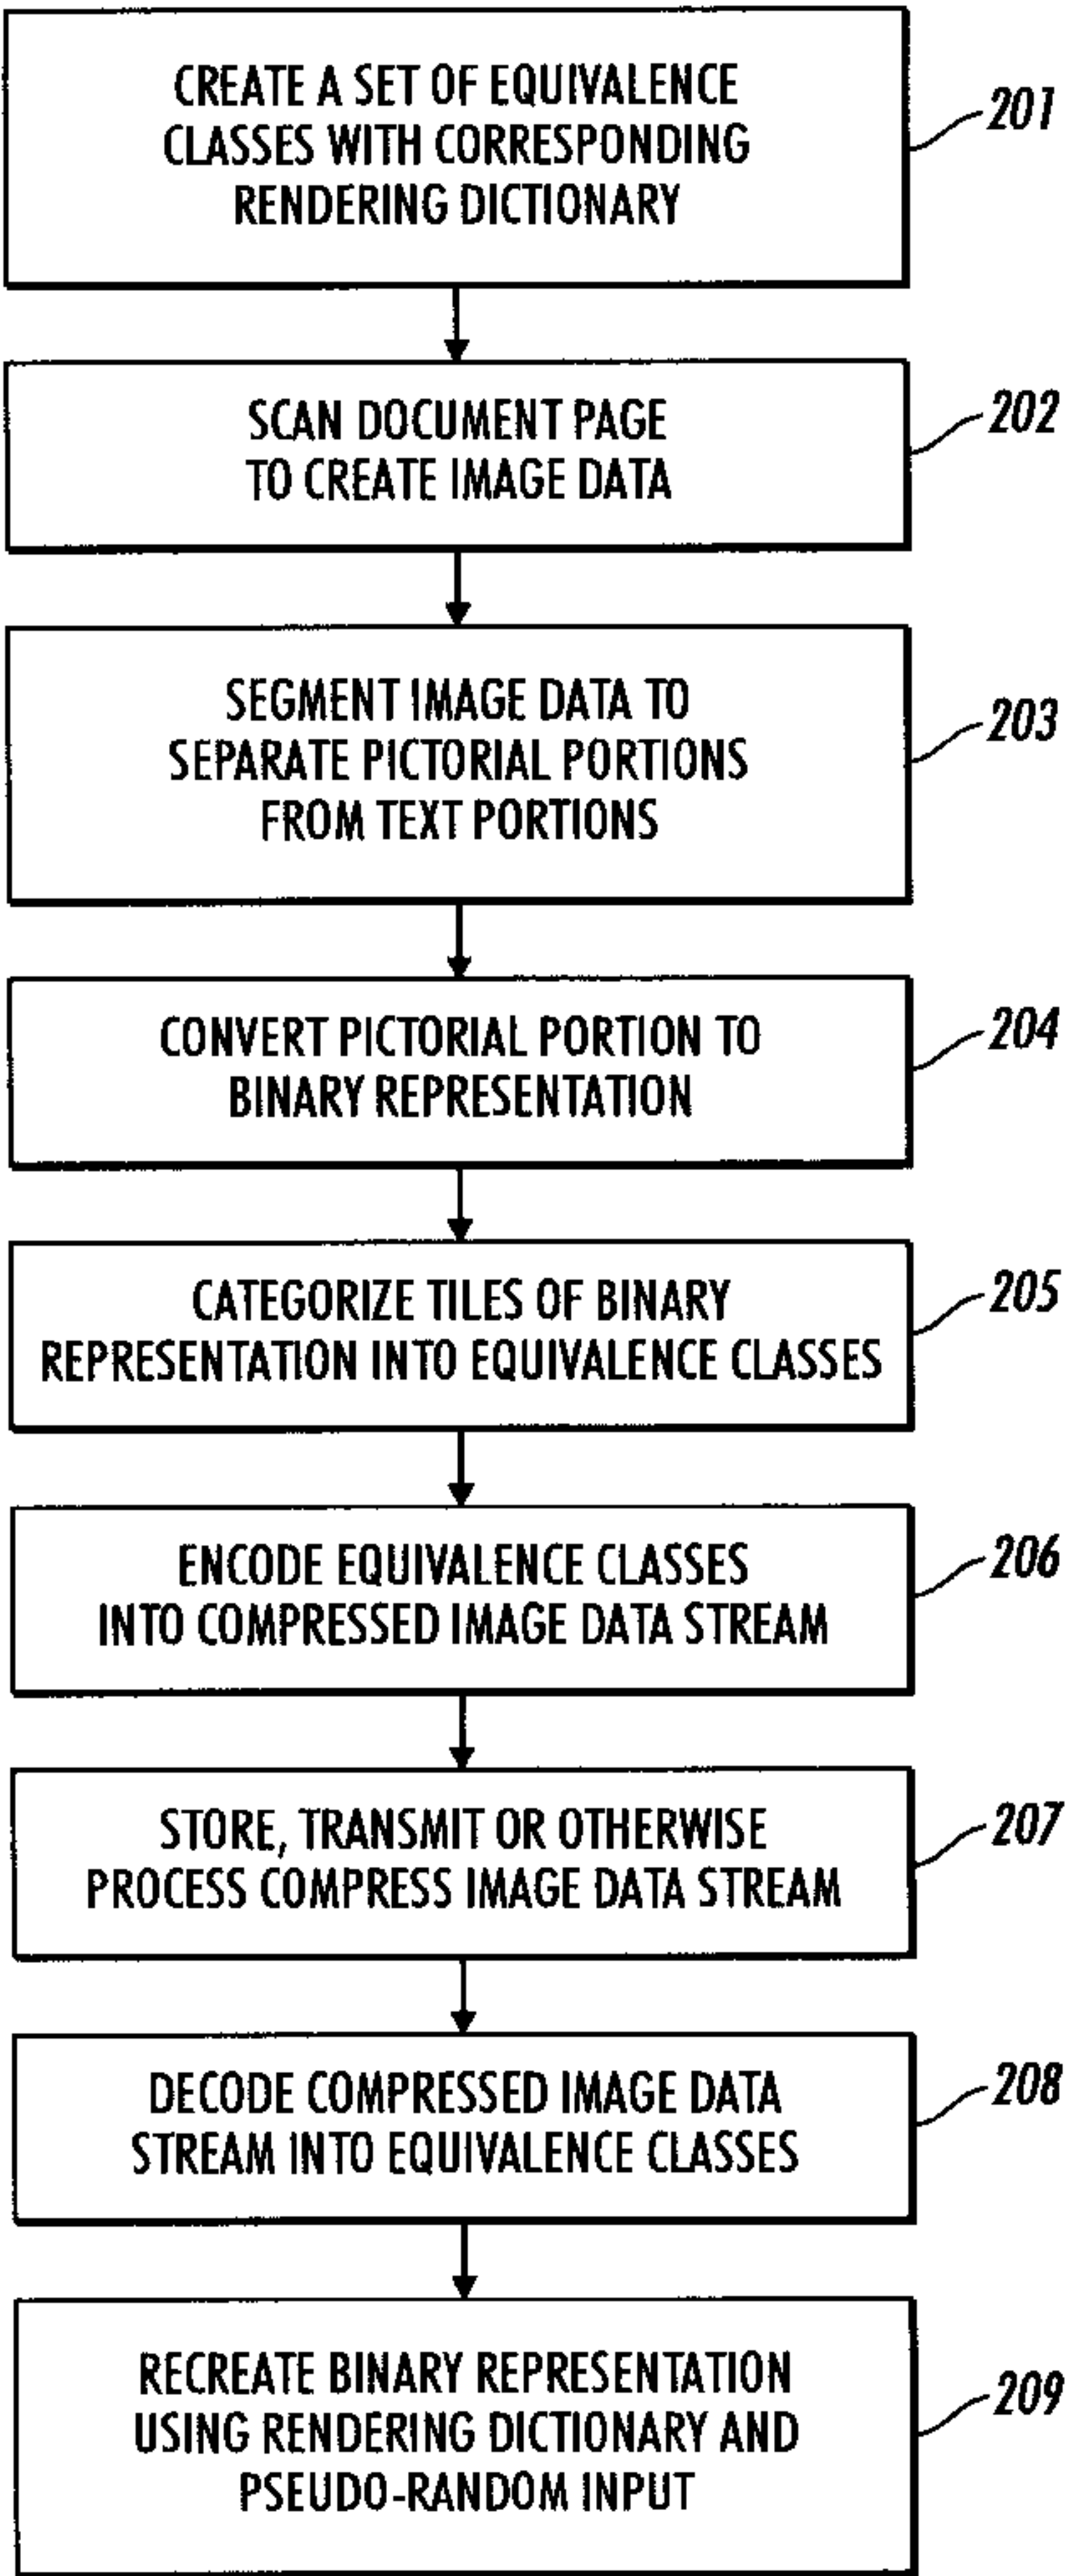 CREATE A SET OF EQUIVALENCE
CLASSES WITH CORRESPONDING
RENDERING DICTIONARY
201
SCAN DOCUMENT PAGE
TO CREATE IMAGE DATA
202
SEGMENT IMAGE DATA TO
SEPARATE PICTORIAL PORTIONS
FROM TEXT PORTIONS
203
CONVERT PICTORIAL PORTION TO
BINARY REPRESENTATION
204
CATEGORIZE TILES OF BINARY
REPRESENTATION INTO EQUIVALENCE CLASSES
205
ENCODE EQUIVALENCE CLASSES
INTO COMPRESSED IMAGE DATA STREAM
206
STORE, TRANSMIT OR OTHERWISE
PROCESS COMPRESS IMAGE DATA STREAM
207
DECODE COMPRESSED IMAGE DATA
STREAM INTO EQUIVALENCE CLASSES
208
RECREATE BINARY REPRESENTATION
USING RENDERING DICTIONARY AND
PSEUDO-RANDOM INPUT
209